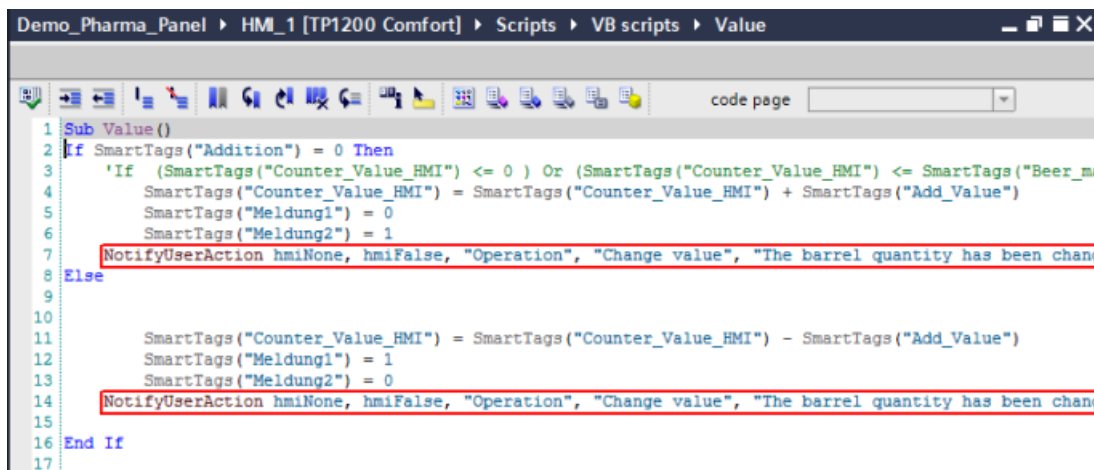 Demo_Pharma_Panel ▸ HMI_1 [TP1200 Comfort] ▸ Scripts ▸ VB scripts ▸ Value
code page
1 Sub Value()
2 If SmartTags("Addition") = 0 Then
3 'If (SmartTags("Counter_Value_HMI") <= 0 ) Or (SmartTags("Counter_Value_HMI") <= SmartTags("Beer_m
4 SmartTags("Counter_Value_HMI") = SmartTags("Counter_Value_HMI") + SmartTags("Add_Value")
5 SmartTags("Meldung1") = 0
6 SmartTags("Meldung2") = 1
7 NotifyUserAction hmiNone, hmiFalse, "Operation", "Change value", "The barrel quantity has been chan
8 Else
9
10
11 SmartTags("Counter_Value_HMI") = SmartTags("Counter_Value_HMI") - SmartTags("Add_Value")
12 SmartTags("Meldung1") = 1
13 SmartTags("Meldung2") = 0
14 NotifyUserAction hmiNone, hmiFalse, "Operation", "Change value", "The barrel quantity has been chan
15
16 End If
17